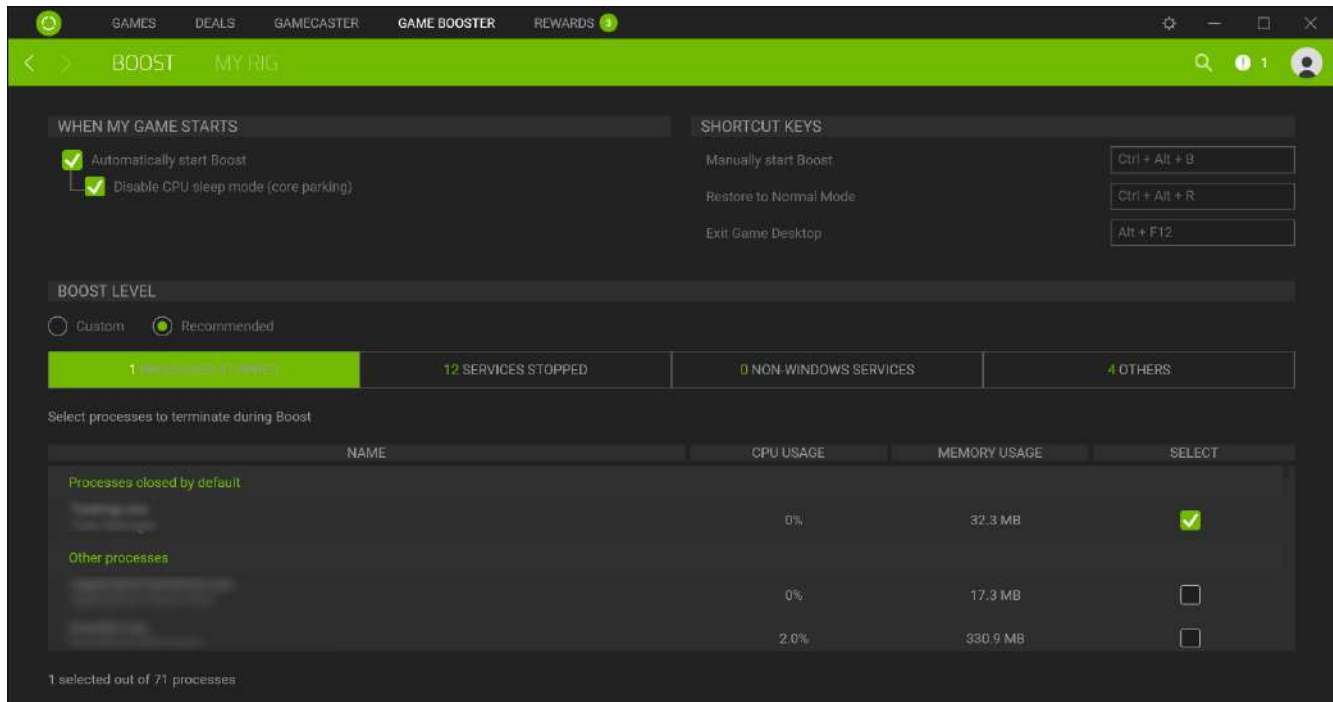 GAMES DEALS GAMECASTER GAME BOOSTER REWARDS 3
BOOST MY RIG
1
WHEN MY GAME STARTS
Automatically start Boost
Disable CPU sleep mode (core parking)
SHORTCUT KEYS
Manually start Boost Ctrl + Alt + B
Restore to Normal Mode Ctrl + Alt + R
Exit Game Desktop Alt + F12
BOOST LEVEL
Custom Recommended
1 PROCESSES STOPPED 12 SERVICES STOPPED 0 NON-WINDOWS SERVICES 4 OTHERS
Select processes to terminate during Boost
NAME CPU USAGE MEMORY USAGE SELECT
Processes closed by default
0% 32.3 MB
Other processes
0% 17.3 MB
2.0% 330.9 MB
1 selected out of 71 processes